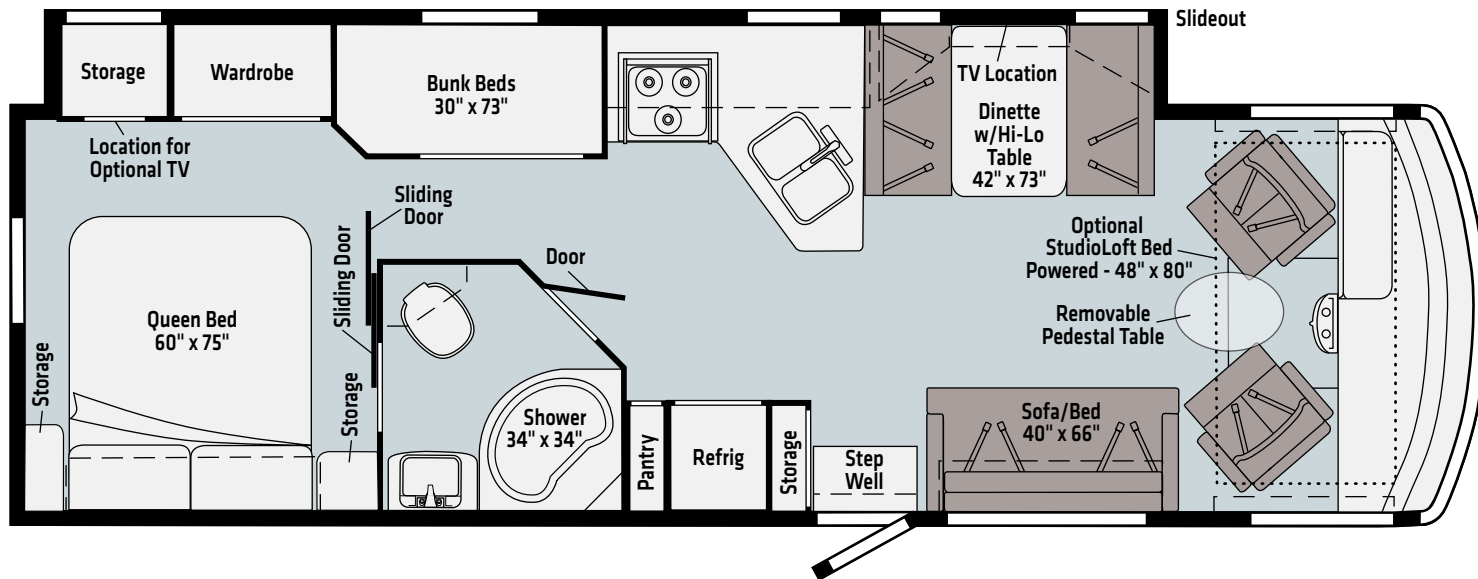 Slideout
Storage
Wardrobe
Bunk Beds
30" x 73"
TV Location
Dinette
w/Hi-Lo
Table
42" x 73"
Location for
Optional TV
Sliding
Door
Sliding Door
Door
Optional
StudioLoft Bed
Powered - 48" x 80"
Removable
Pedestal Table
Queen Bed
60" x 75"
Storage
Storage
Shower
34" x 34"
Pantry
Refrig
Storage
Step
Well
Sofa/Bed
40" x 66"